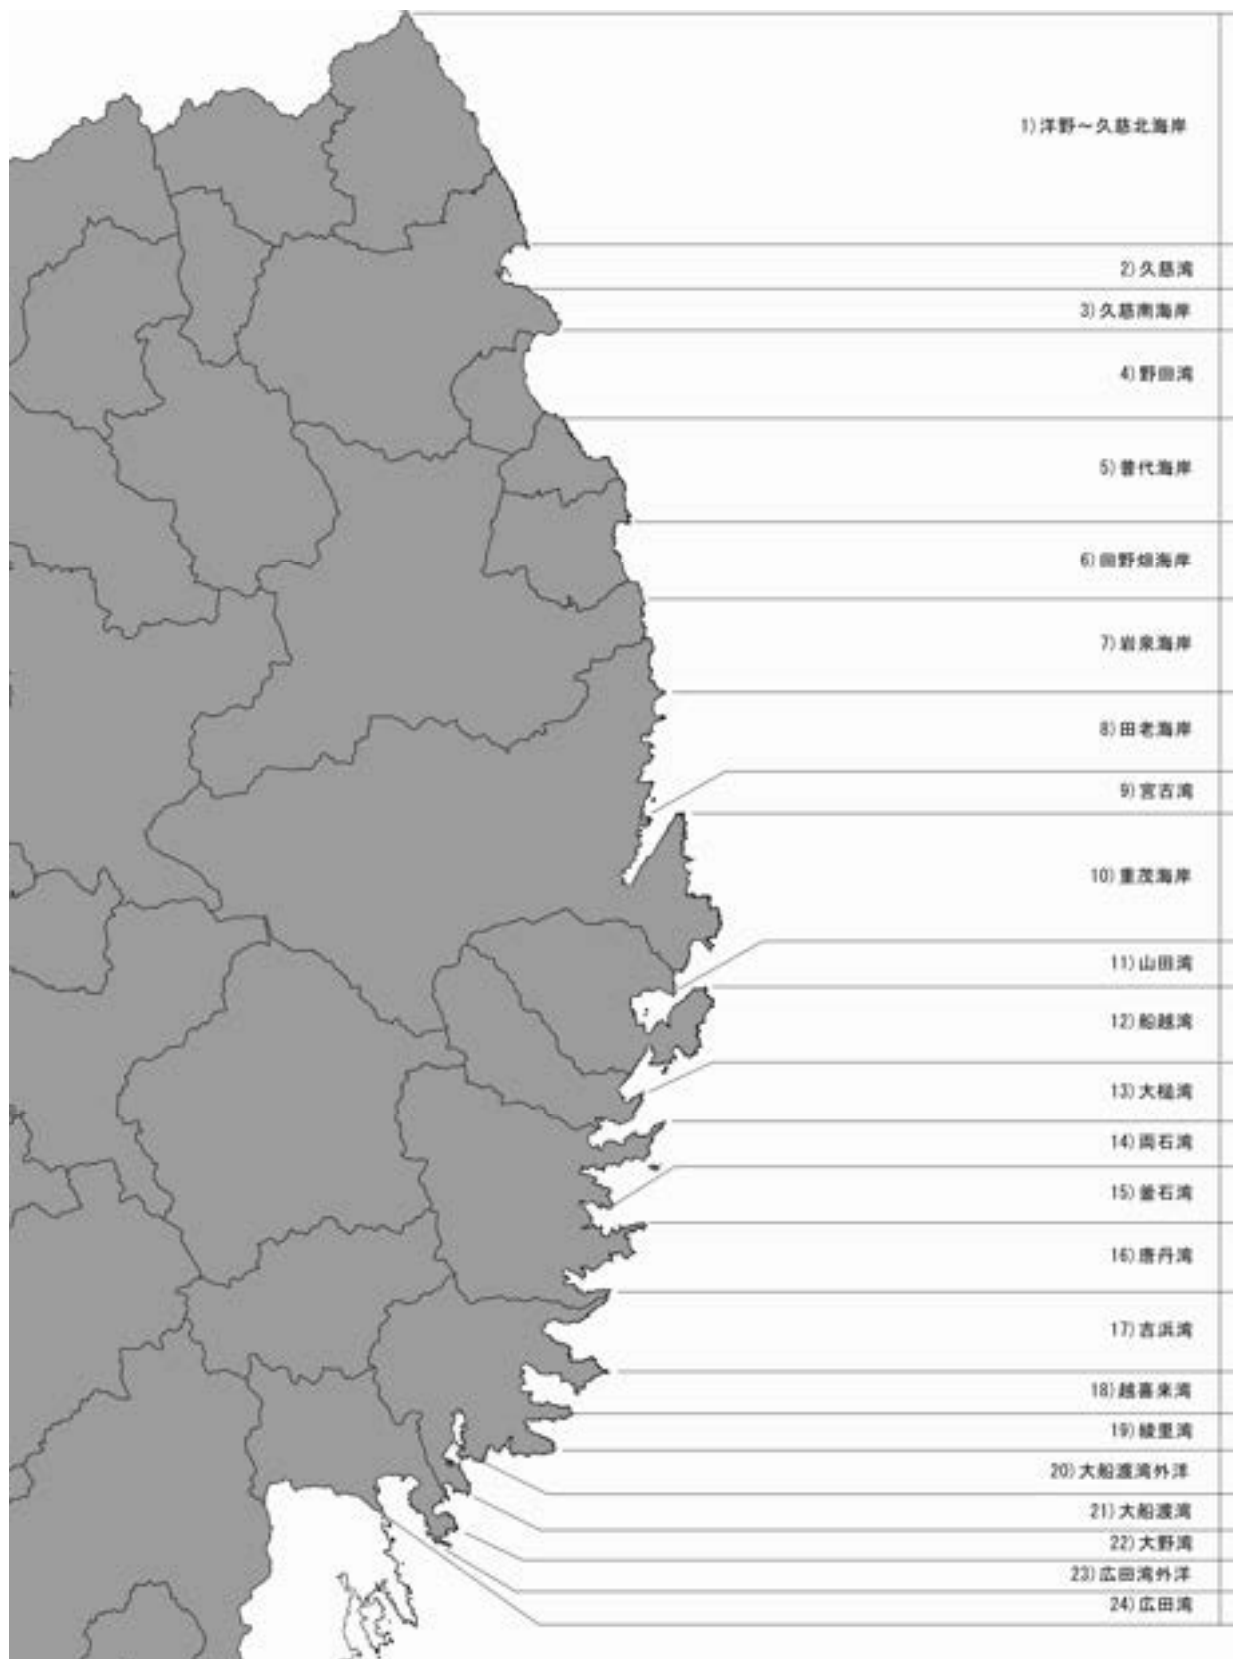 1)洋野～久慈北海岸
2)久慈湾
3)久慈南海岸
4)野田湾
5)普代海岸
6)田野畑海岸
7)岩泉海岸
8)田老海岸
9)宮古湾
10)重茂海岸
11)山田湾
12)船越湾
13)大槌湾
14)両石湾
15)釜石湾
16)唐丹湾
17)吉浜湾
18)越喜来湾
19)綾里湾
20)大船渡湾外洋
21)大船渡湾
22)大野湾
23)広田湾外洋
24)広田湾